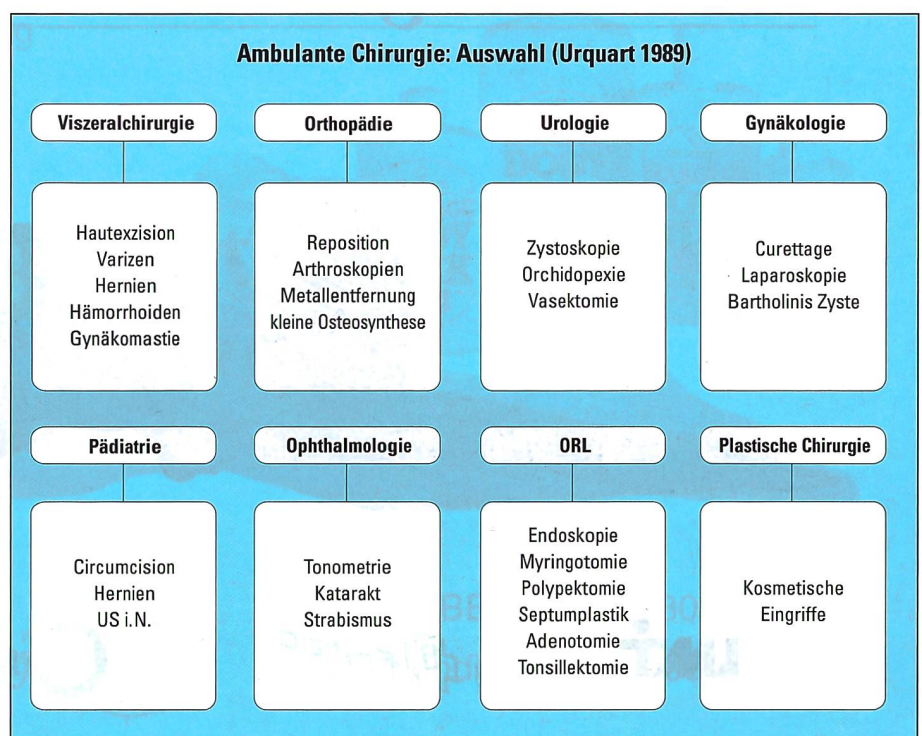 Ambulante Chirurgie: Auswahl (Urquart 1989)
Viszeralchirurgie
Hautexzision
Varizen
Hernien
Hämorrhoiden
Gynäkomastie
Orthopädie
Reposition
Arthroskopien
Metallentfernung
kleine Osteosynthese
Urologie
Zystoskopie
Orchidopexie
Vasektomie
Gynäkologie
Curettage
Laparoskopie
Bartholinis Zyste
Pädiatrie
Circumcision
Hernien
US i.N.
Ophthalmologie
Tonometrie
Katarakt
Strabismus
ORL
Endoskopie
Myringotomie
Polypektomie
Septumplastik
Adenotomie
Tonsillektomie
Plastische Chirurgie
Kosmetische
Eingriffe